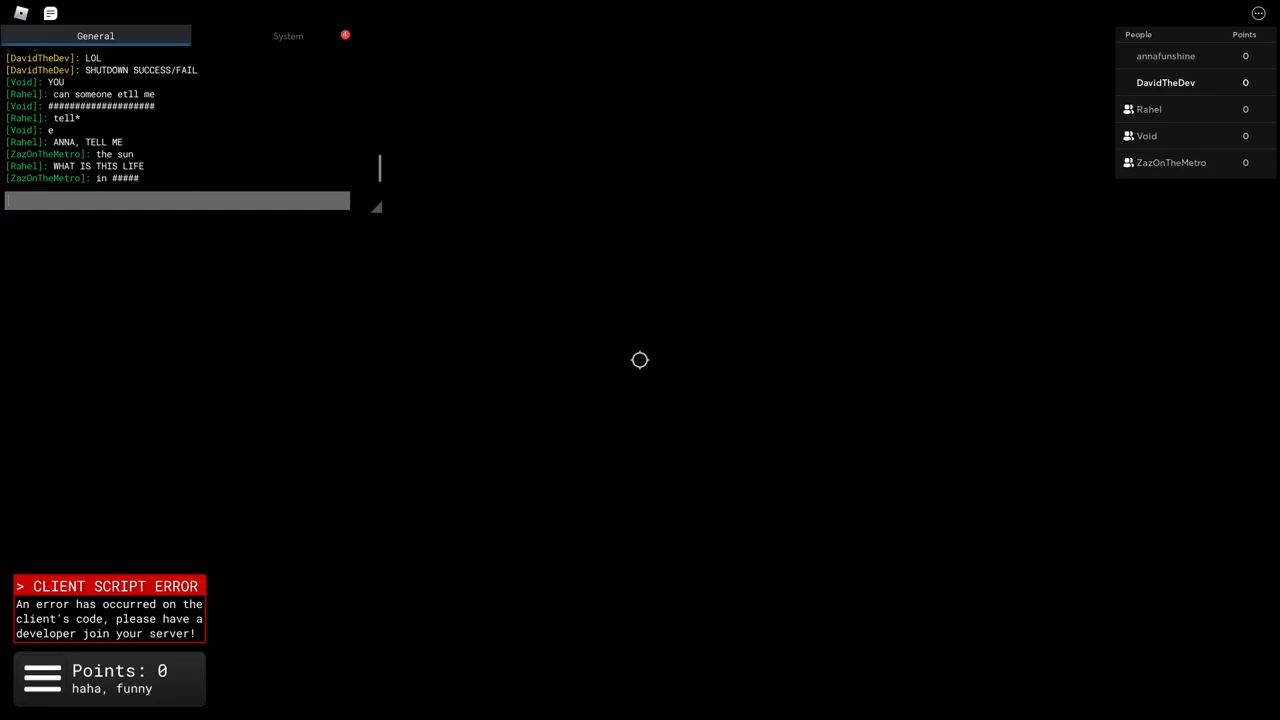 General
System
4
[DavidTheDev]: LOL
[DavidTheDev]: SHUTDOWN SUCCESS/FAIL
[Void]: YOU
[Rahel]: can someone etll me
[Void]: ####################
[Rahel]: tell*
[Void]: e
[Rahel]: ANNA, TELL ME
[ZazOnTheMetro]: the sun
[Rahel]: WHAT IS THIS LIFE
[ZazOnTheMetro]: in #####
People Points
annafunshine 0
DavidTheDev 0
Rahel 0
Void 0
ZazOnTheMetro 0
> CLIENT SCRIPT ERROR
An error has occurred on the
client's code, please have a
developer join your server!
Points: 0
haha, funny